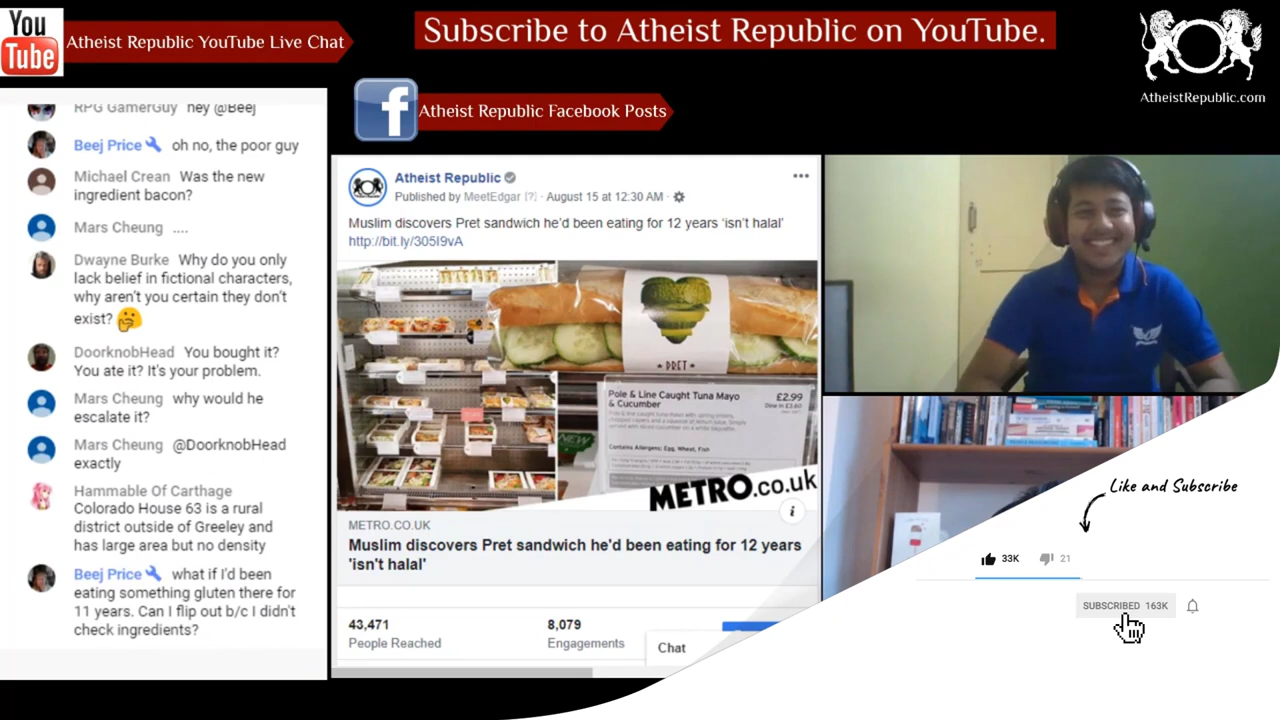 You
Tube
Atheist Republic YouTube Live Chat
Subscribe to Atheist Republic on YouTube.
AtheistRepublic.com
Atheist Republic Facebook Posts
RPG GamerGuy hey @Beej
Beej Price oh no, the poor guy
Michael Crean Was the new
ingredient bacon?
Mars Cheung ....
Dwayne Burke Why do you only
lack belief in fictional characters,
why aren't you certain they don't
exist?
DoorknobHead You bought it?
You ate it? It's your problem.
Mars Cheung why would he
escalate it?
Mars Cheung @DoorknobHead
exactly
Hammable Of Carthage
Colorado House 63 is a rural
district outside of Greeley and
has large area but no density
Beej Price what if I'd been
eating something gluten there for
11 years. Can I flip out b/c I didn't
check ingredients?
Atheist Republic
Published by MeetEdgar [?] · August 15 at 12:30 AM ·
Muslim discovers Pret sandwich he'd been eating for 12 years 'isn't halal'
http://bit.ly/305I9vA
PRET
Pole & Line Caught Tuna Mayo
& Cucumber
£2.99
NEW
Contains Allergens: Egg, Wheat, Fish
METRO.co.uk
METRO.CO.UK
Muslim discovers Pret sandwich he'd been eating for 12 years
'isn't halal'
43,471
People Reached
8,079
Engagements
Chat
Like and Subscribe
33K
21
SUBSCRIBED 163K